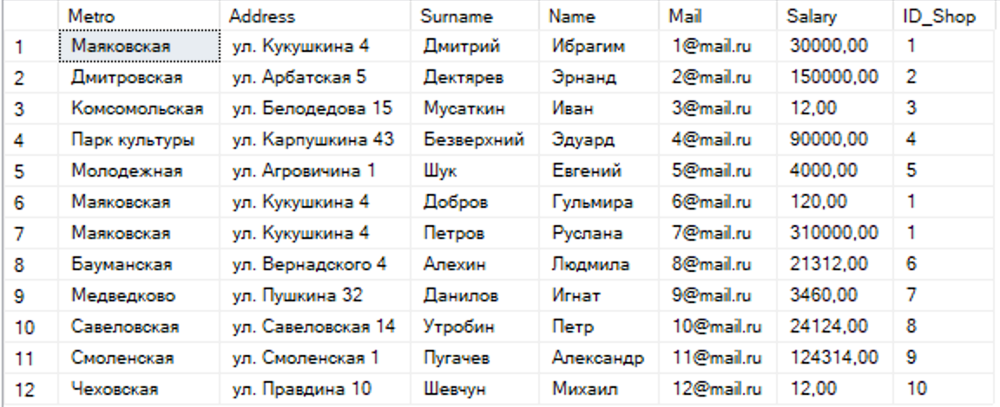 Metro Address Surname Name Mail Salary ID_Shop
1 Маяковская ул. Кукушкина 4 Дмитрий Ибрагим 1@mail.ru 30000,00 1
2 Дмитровская ул. Арбатская 5 Дектярев Эрнанд 2@mail.ru 150000,00 2
3 Комсомольская ул. Белодедова 15 Мусаткин Иван 3@mail.ru 12,00 3
4 Парк культуры ул. Карпушкина 43 Безверхний Эдуард 4@mail.ru 90000,00 4
5 Молодежная ул. Агровичина 1 Шук Евгений 5@mail.ru 4000,00 5
6 Маяковская ул. Кукушкина 4 Добров Гульмира 6@mail.ru 120,00 1
7 Маяковская ул. Кукушкина 4 Петров Руслана 7@mail.ru 310000,00 1
8 Бауманская ул. Вернадского 4 Алехин Людмила 8@mail.ru 21312,00 6
9 Медведково ул. Пушкина 32 Данилов Игнат 9@mail.ru 3460,00 7
10 Савеловская ул. Савеловская 14 Утробин Петр 10@mail.ru 24124,00 8
11 Смоленская ул. Смоленская 1 Пугачев Александр 11@mail.ru 124314,00 9
12 Чеховская ул. Правдина 10 Шевчун Михаил 12@mail.ru 12,00 10